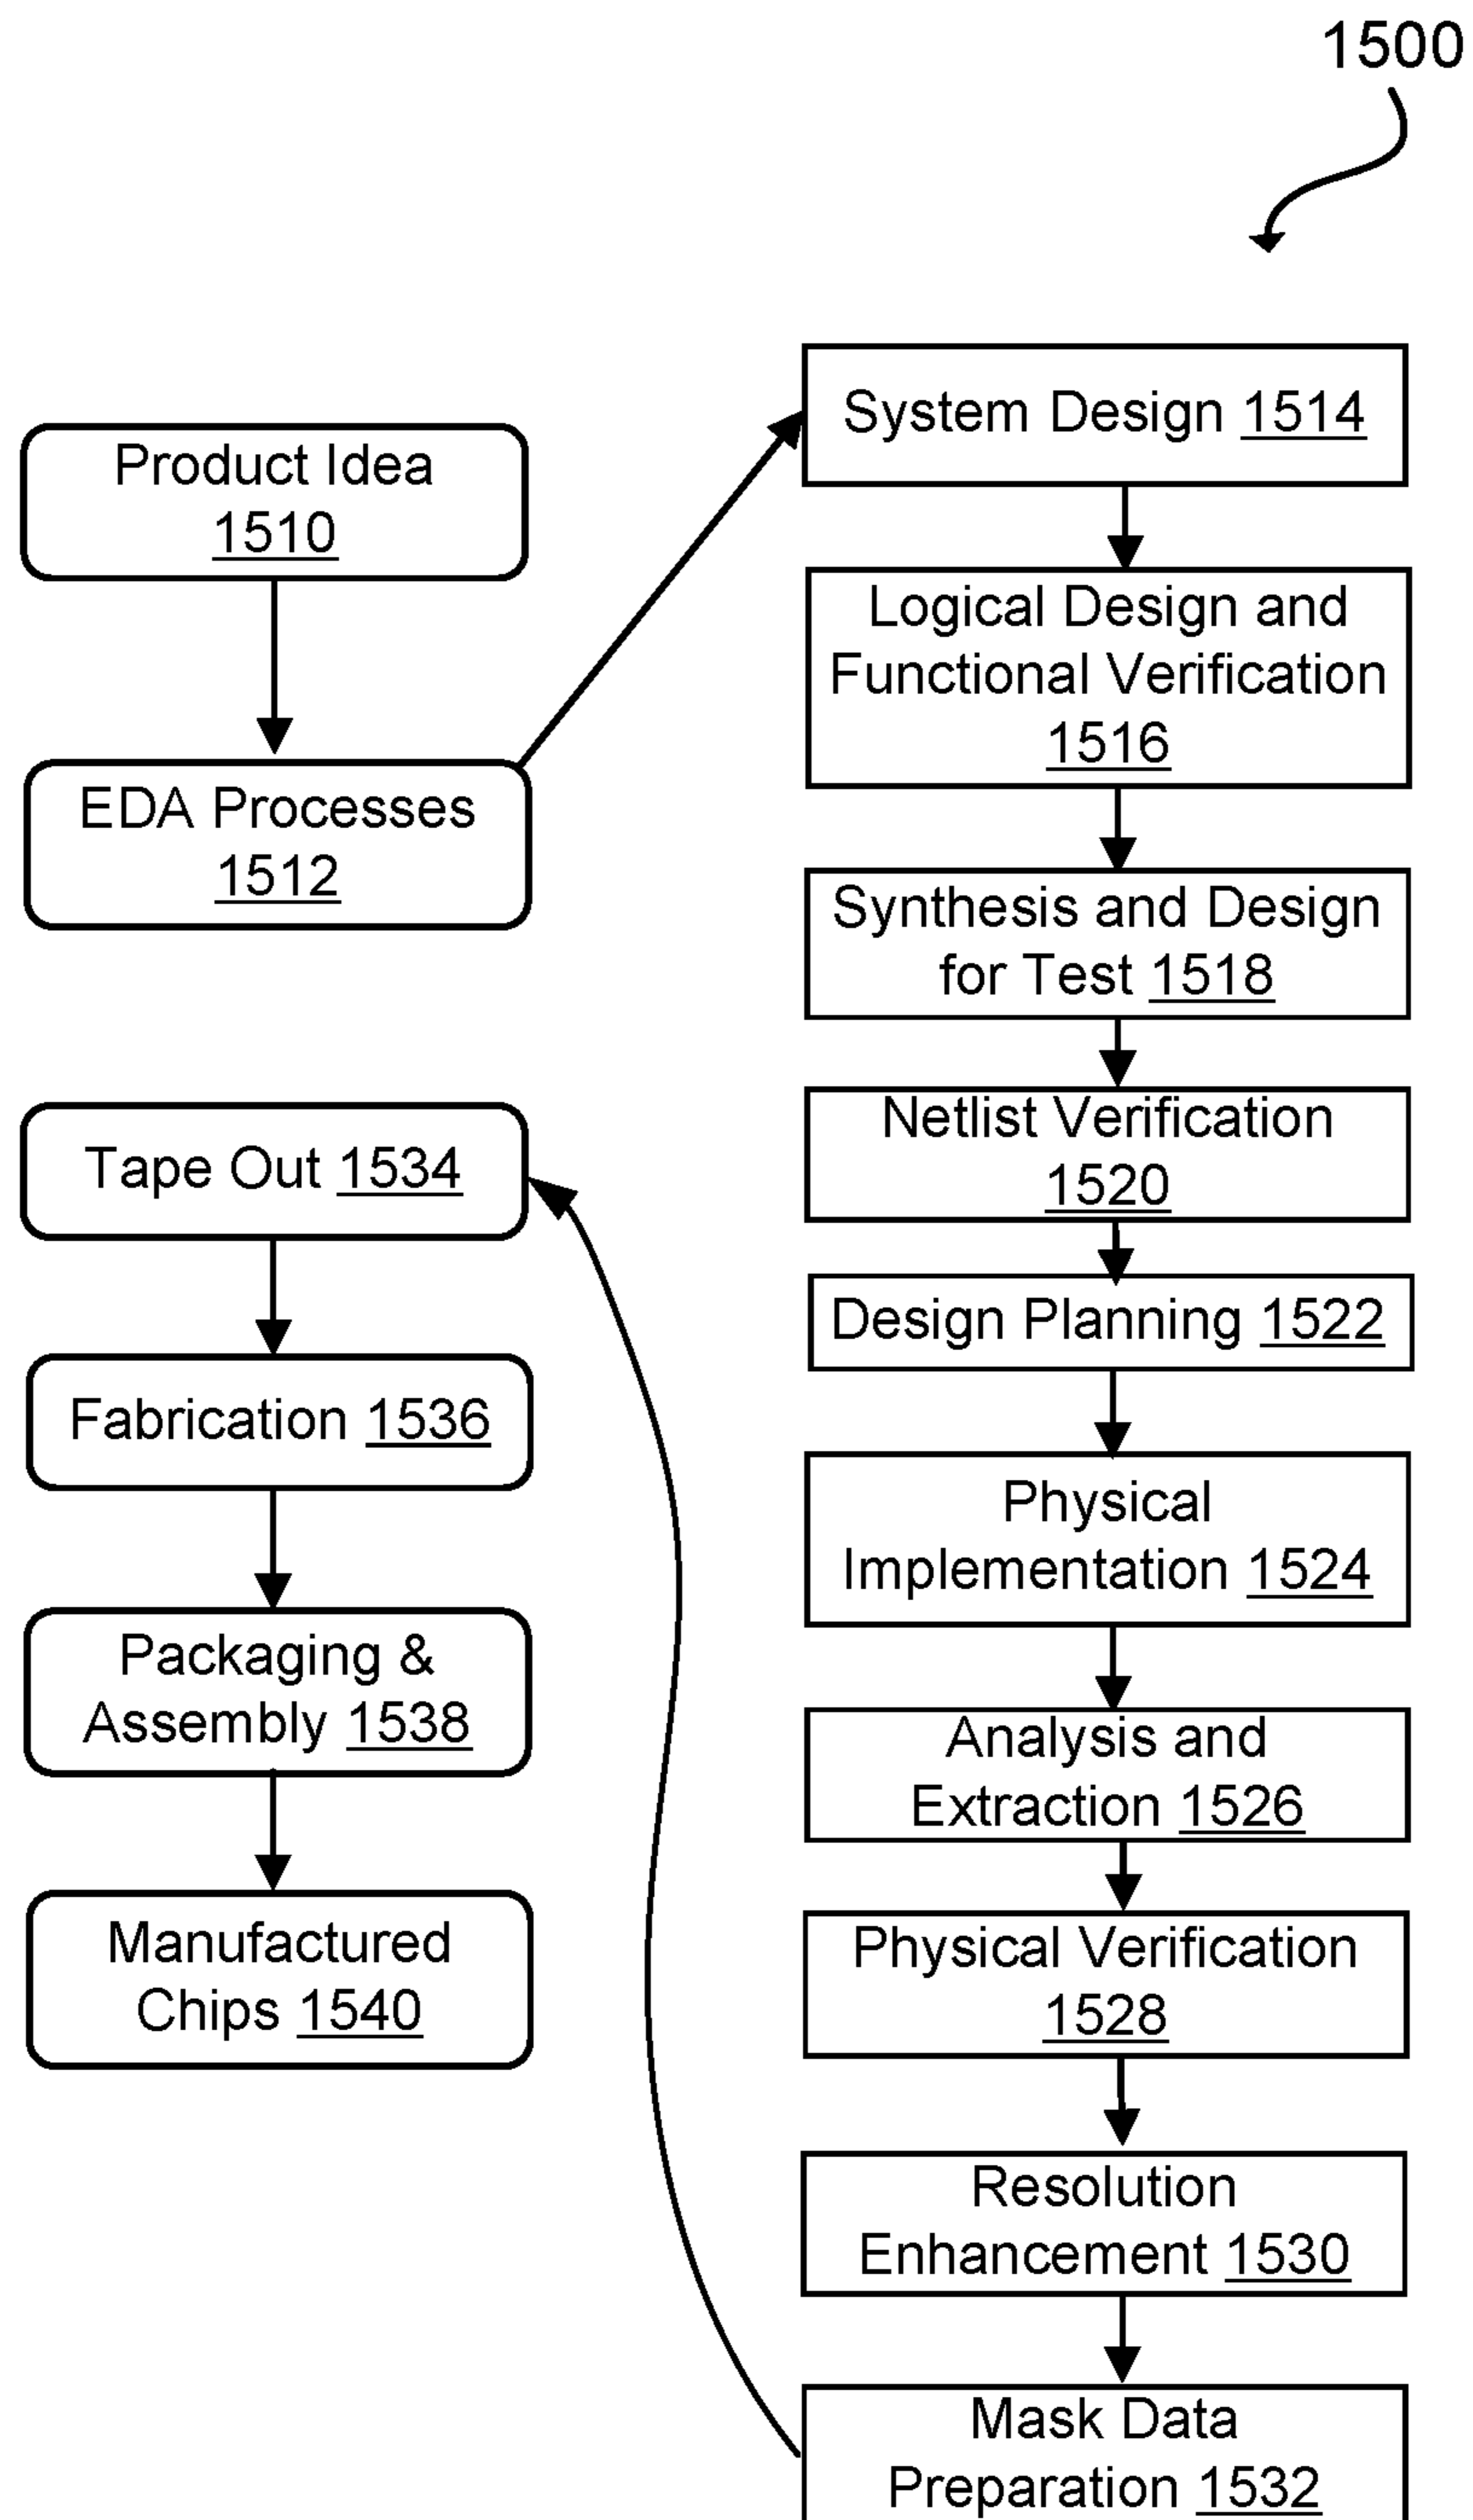 1500
Product Idea
1510
EDA Processes
1512
System Design 1514
Logical Design and
Functional Verification
1516
Synthesis and Design
for Test 1518
Netlist Verification
1520
Design Planning 1522
Physical
Implementation 1524
Analysis and
Extraction 1526
Physical Verification
1528
Resolution
Enhancement 1530
Mask Data
Preparation 1532
Tape Out 1534
Fabrication 1536
Packaging &
Assembly 1538
Manufactured
Chips 1540